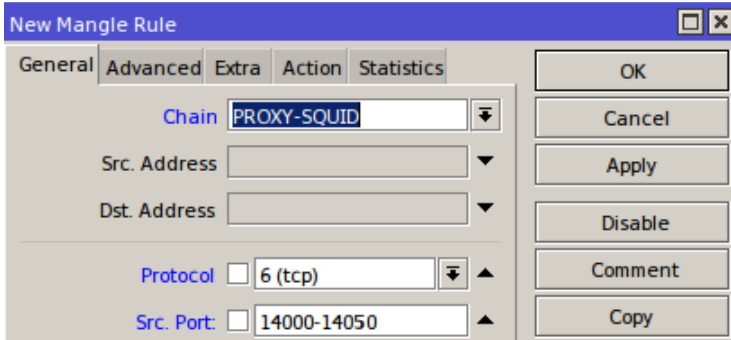 New Mangle Rule
General Advanced Extra Action Statistics
OK
Chain PROXY-SQUID
Cancel
Src. Address
Apply
Dst. Address
Disable
Protocol 6 (tcp)
Comment
Src. Port: 14000-14050
Copy